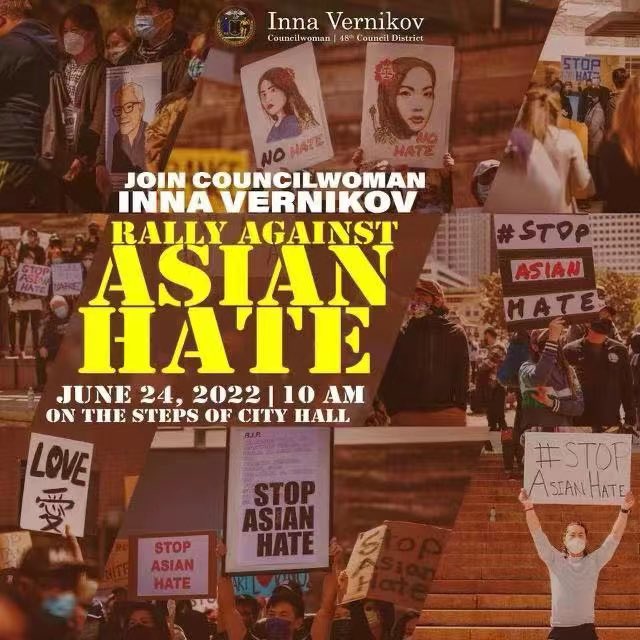 Inna Vernikov
Councilwoman | 48th Council District
STOP
HATE
NO HATE
NO
HATE
JOIN COUNCILWOMAN
INNA VERNIKOV
RALLY AGAINST
ASIAN
HATE
JUNE 24, 2022 | 10 AM
ON THE STEPS OF CITY HALL
#STOP
ASIAN
HATE
STOP
LOVE
R.I.P.
STOP
ASIAN
HATE
STOP
ASIAN
HATE
Stop
Asian
Hate
#STOP
ASIAN HATE